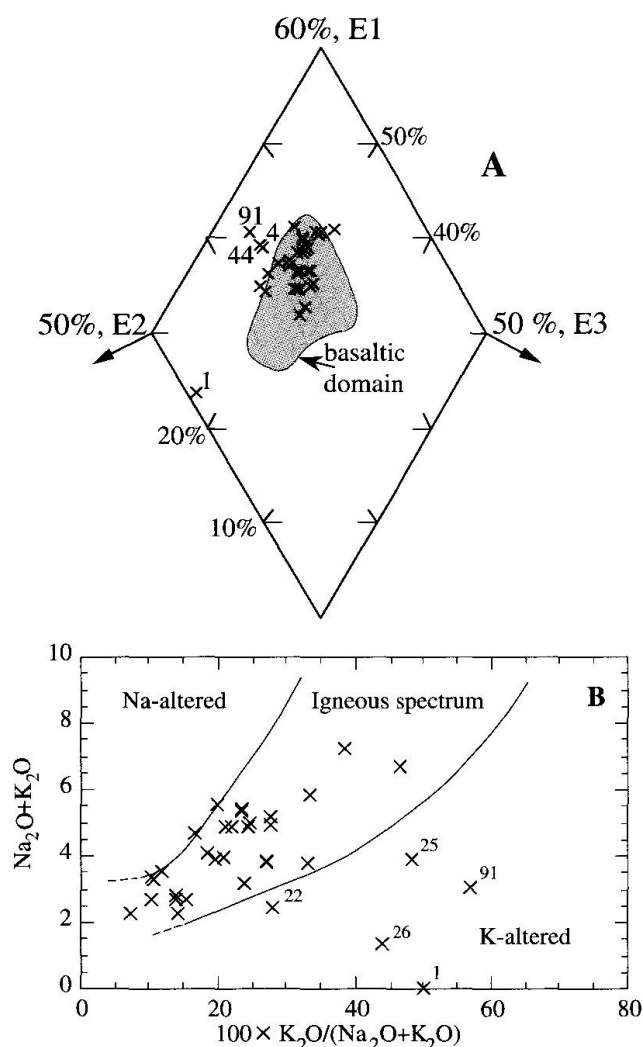 60%, E1
50%
A
91
4
40%
44
50%, E2
50 %, E3
basaltic
domain
1
20%
10%
10
Na-altered
Igneous spectrum
B
8
6
Na₂O+K₂O
4
25
91
2
22
26
K-altered
1
0
0
20
40
60
80
100 × K₂O/(Na₂O+K₂O)